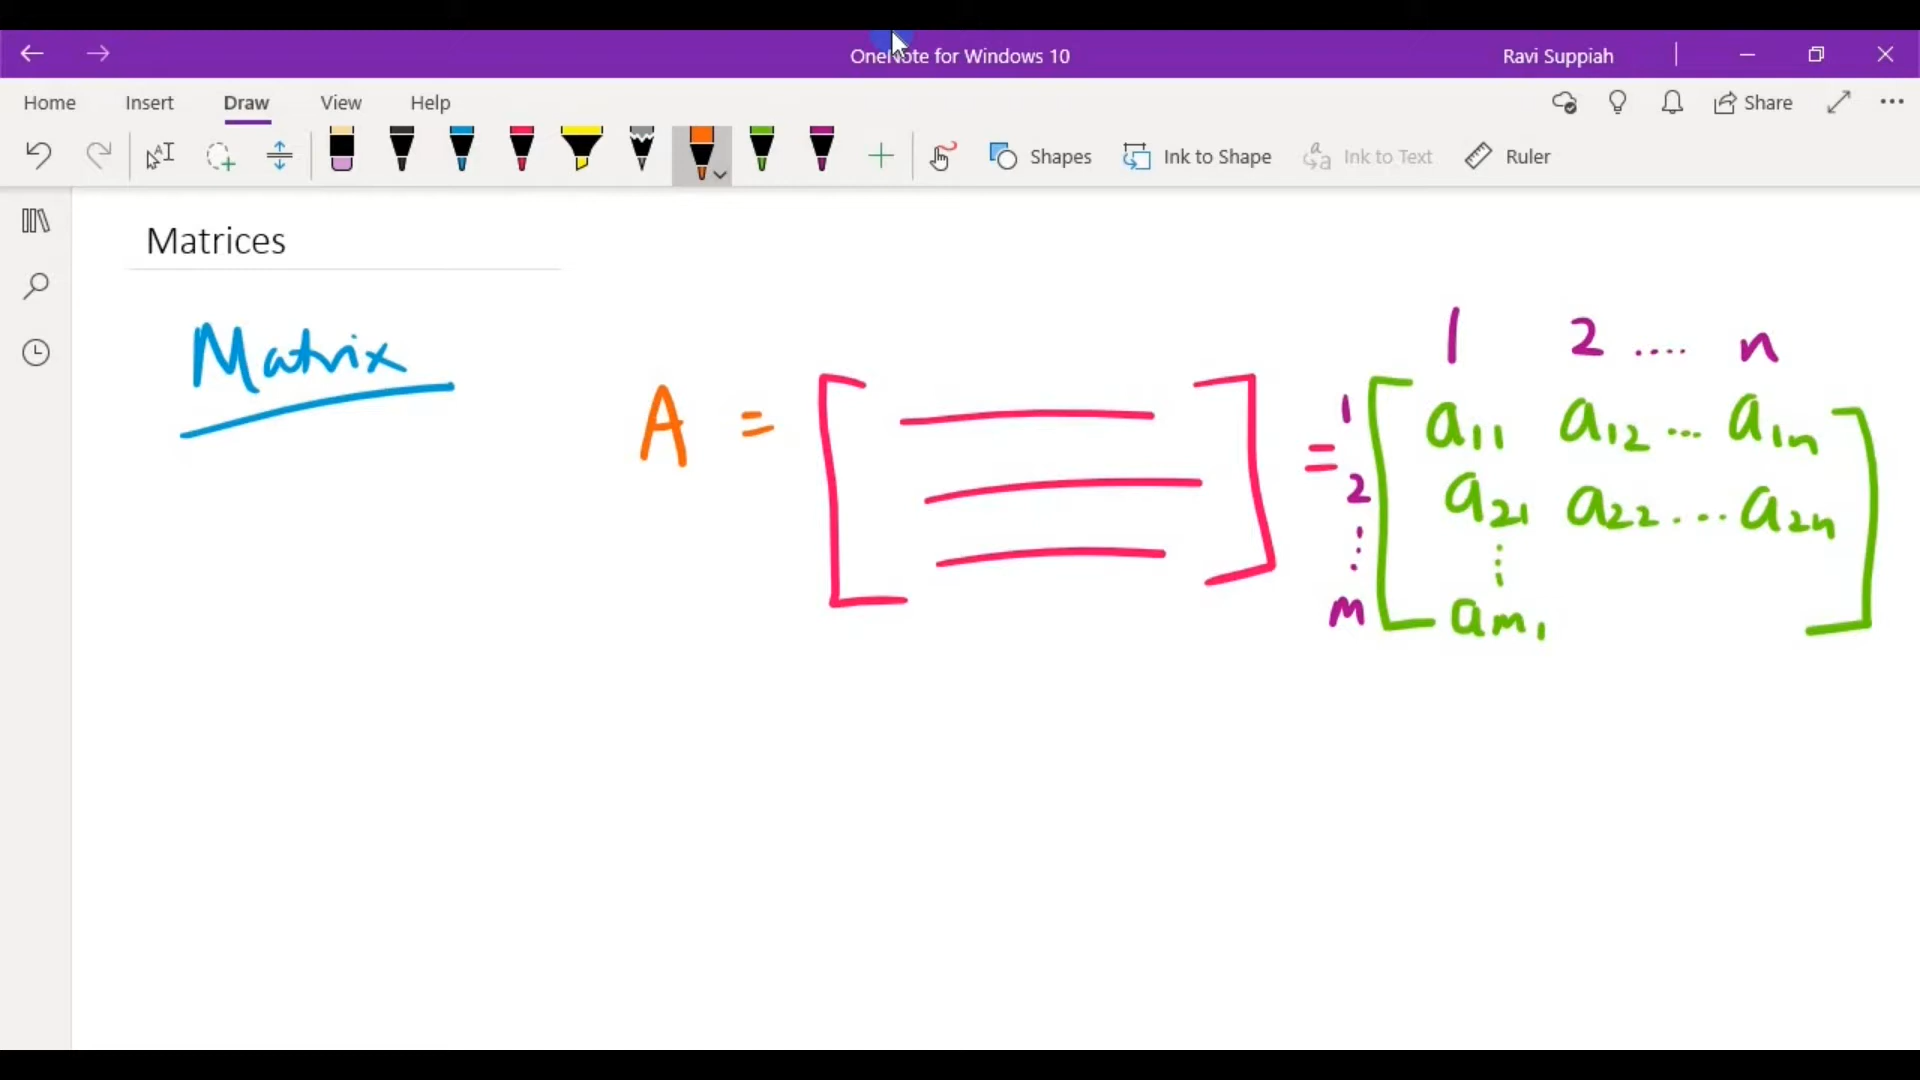 OneNote for Windows 10 Ravi Suppiah
Home Insert Draw View Help Share
Shapes Ink to Shape Ink to Text Ruler
Matrices
Matrix
1 2 .... n
A = [ ] = 1 [ a11 a12 ... a1n ]
2 a21 a22 ... a2n
⋮ ⋮
m am1